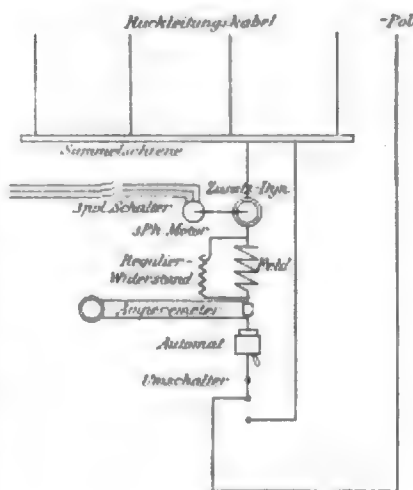 Rückleitungskabel
-Pol
Sammelschiene
Zusatz-Dyn.
3pol. Schalter
3Ph. Motor
Regulier-
Widerstand
Feld
Amperemeter
Automat
Umschalter